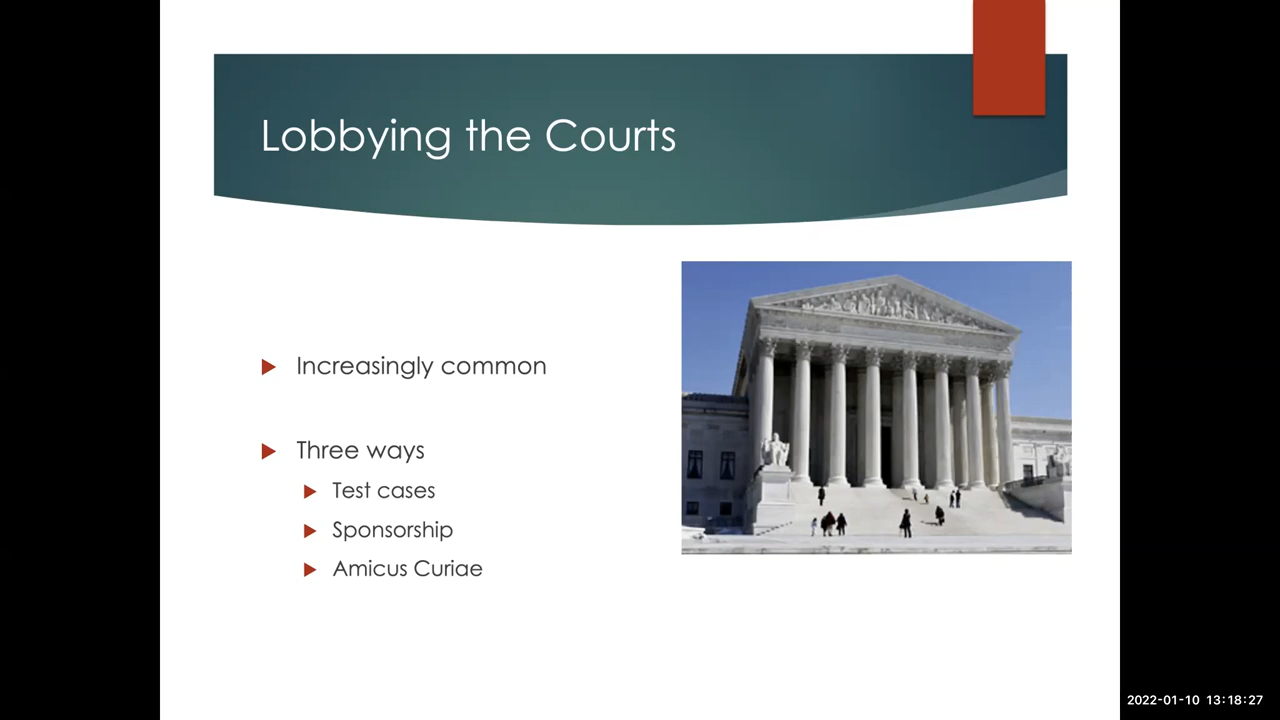 Lobbying the Courts
Increasingly common
Three ways
Test cases
Sponsorship
Amicus Curiae
2022-01-10 13:18:27